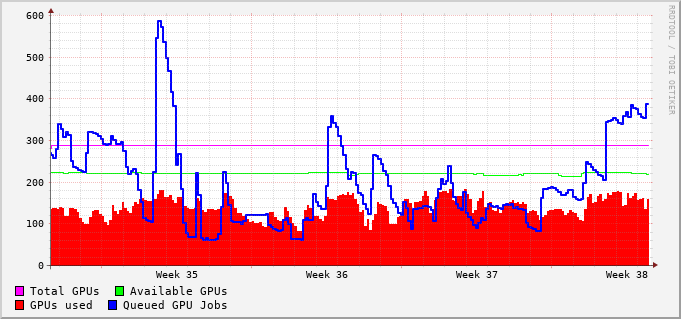 600
500
400
300
200
100
0
Week 35 Week 36 Week 37 Week 38
Total GPUs Available GPUs
GPUs used Queued GPU Jobs
RRDTOOL / TOBI OETIKER